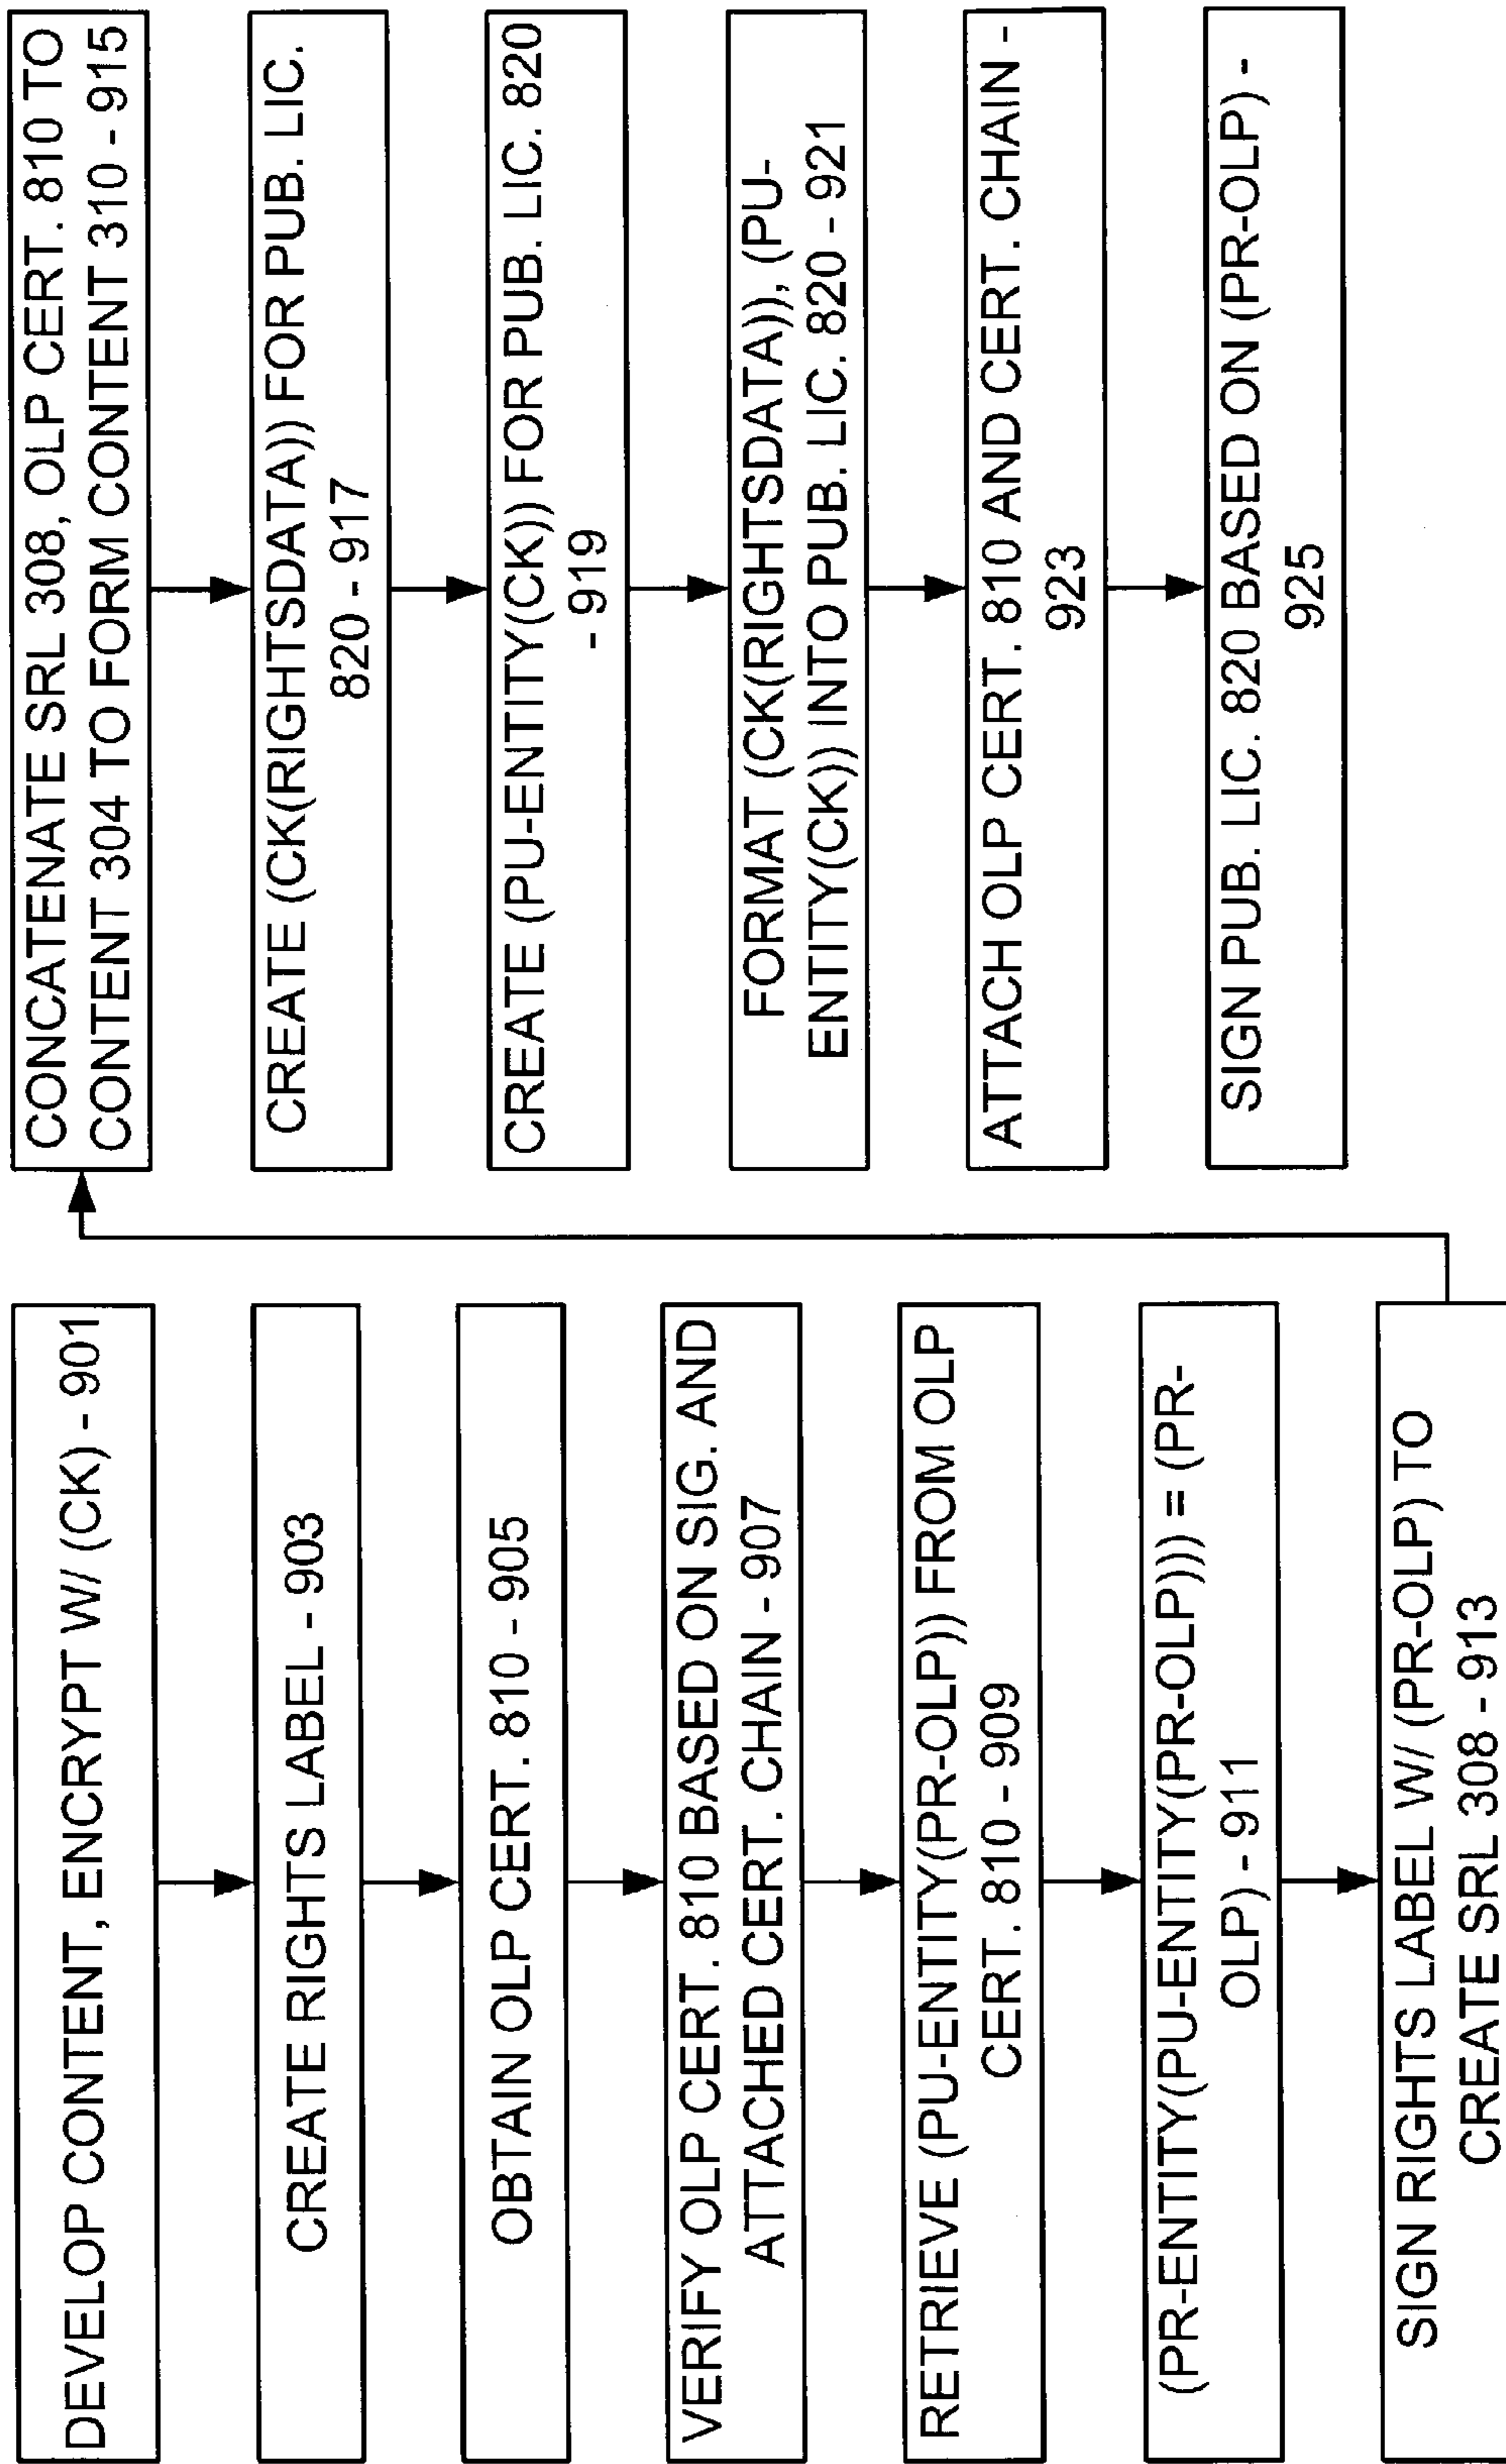 DEVELOP CONTENT, ENCRYPT W/ (CK) - 901
CREATE RIGHTS LABEL - 903
OBTAIN OLP CERT. 810 - 905
VERIFY OLP CERT. 810 BASED ON SIG. AND
ATTACHED CERT. CHAIN - 907
RETRIEVE (PU-ENTITY(PR-OLP)) FROM OLP
CERT. 810 - 909
(PR-ENTITY(PU-ENTITY(PR-OLP))) = (PR-
OLP) - 911
SIGN RIGHTS LABEL W/ (PR-OLP) TO
CREATE SRL 308 - 913
CONCATENATE SRL 308, OLP CERT. 810 TO
CONTENT 304 TO FORM CONTENT 310 - 915
CREATE (CK(RIGHTSDATA)) FOR PUB. LIC.
820 - 917
CREATE (PU-ENTITY(CK)) FOR PUB. LIC. 820
- 919
FORMAT (CK(RIGHTSDATA)), (PU-
ENTITY(CK)) INTO PUB. LIC. 820 - 921
ATTACH OLP CERT. 810 AND CERT. CHAIN -
923
SIGN PUB. LIC. 820 BASED ON (PR-OLP) -
925